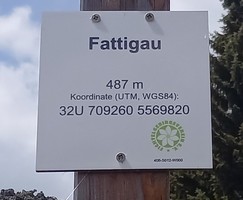 Fattigau
487 m
Koordinate (UTM, WGS84):
32U 709260 5569820